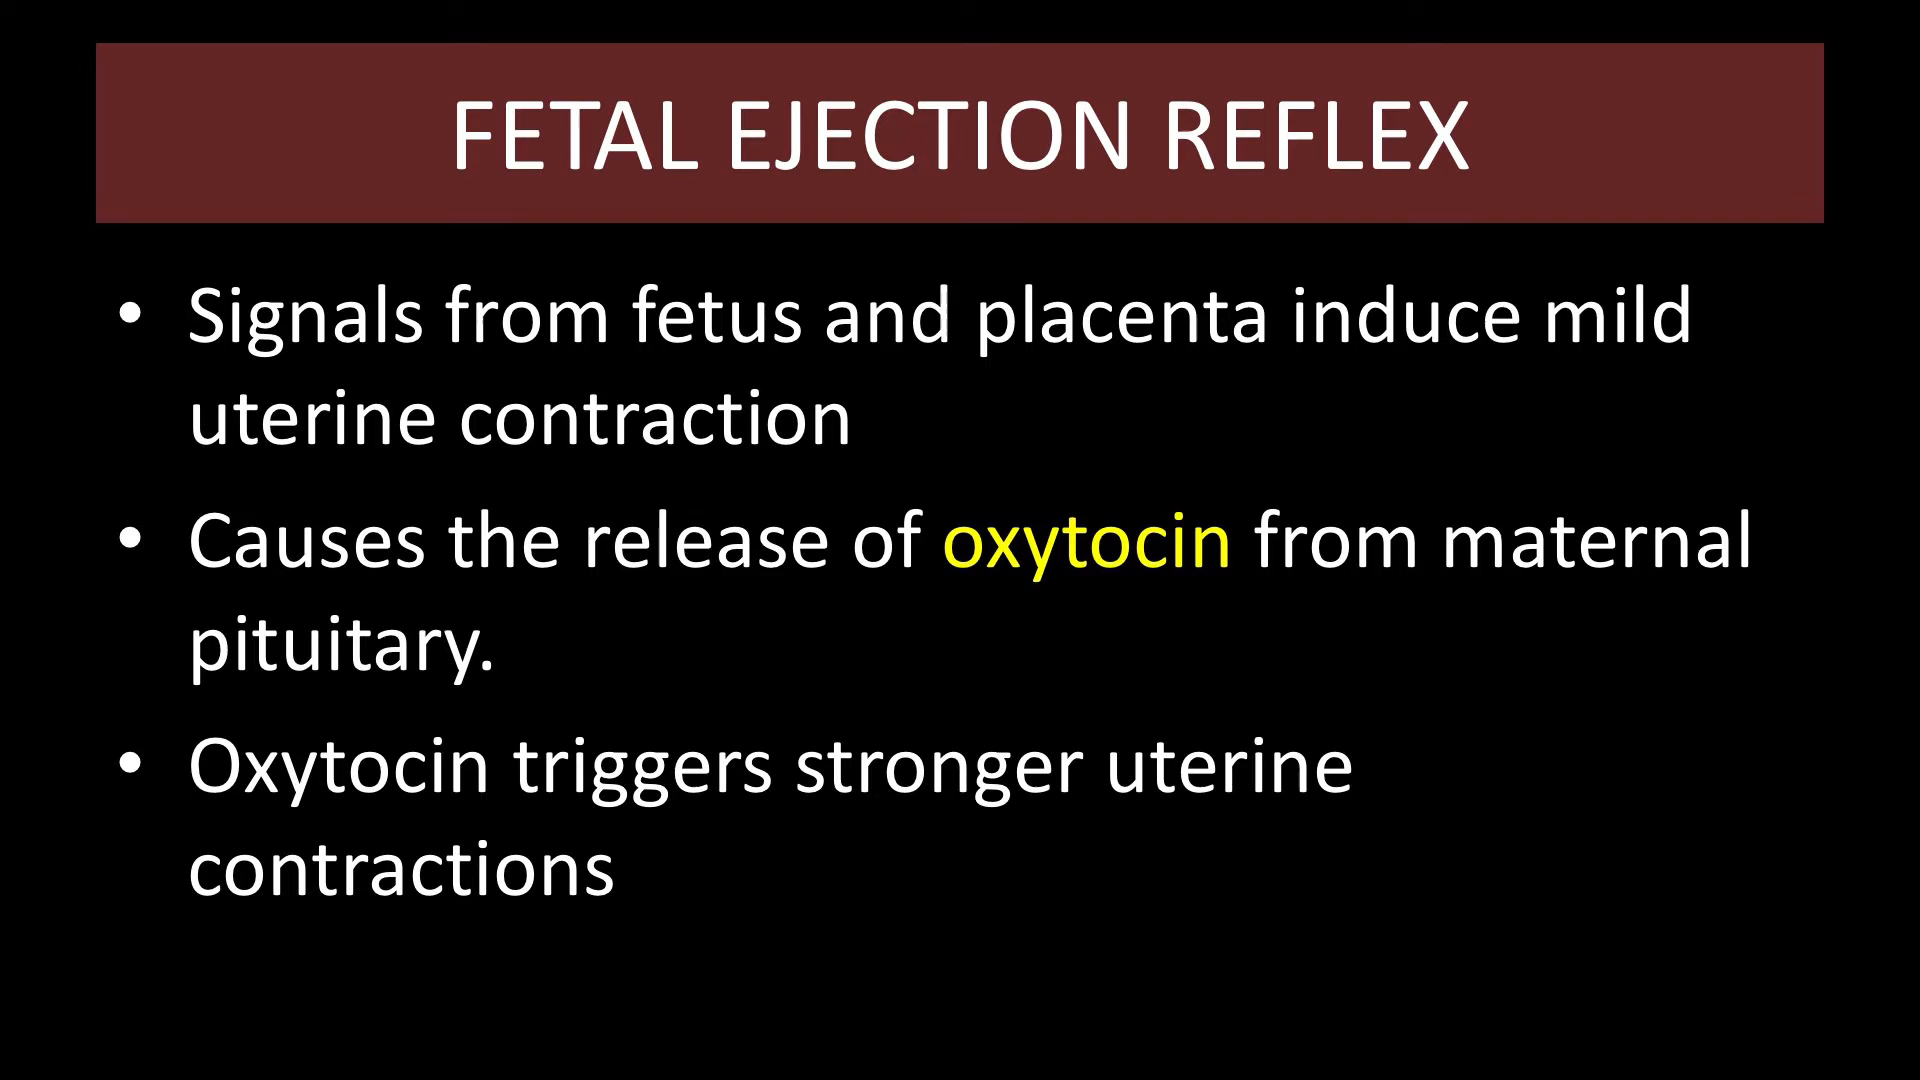 FETAL EJECTION REFLEX
• Signals from fetus and placenta induce mild
uterine contraction
• Causes the release of oxytocin from maternal
pituitary.
• Oxytocin triggers stronger uterine
contractions